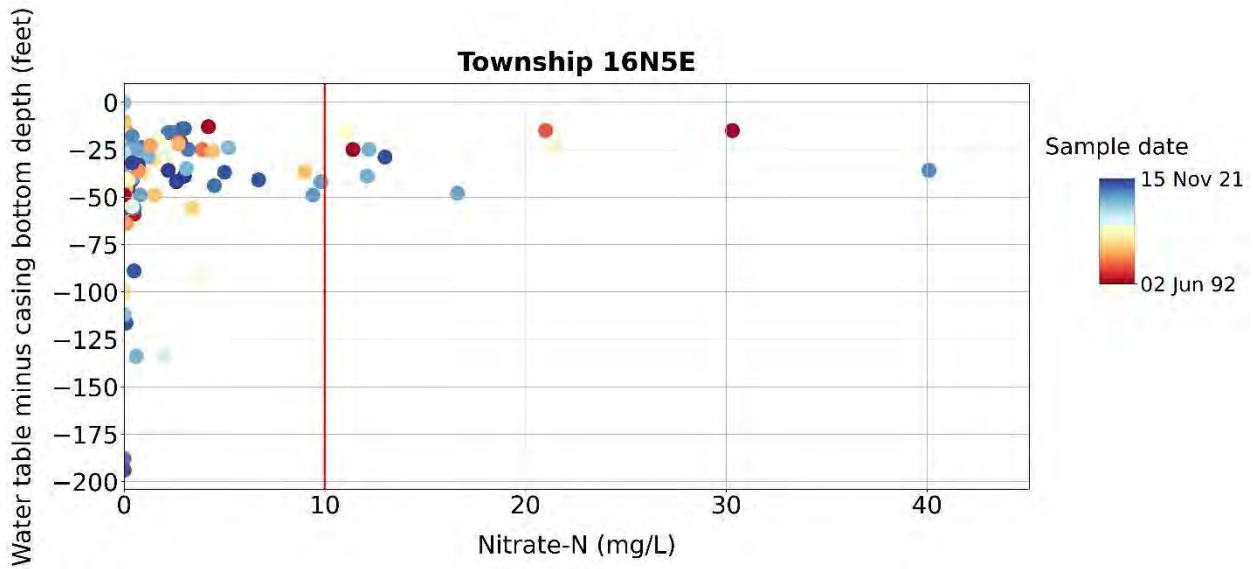 Township 16N5E
Water table minus casing bottom depth (feet)
0
−25
−50
−75
−100
−125
−150
−175
−200
0 10 20 30 40
Nitrate-N (mg/L)
Sample date
15 Nov 21
02 Jun 92